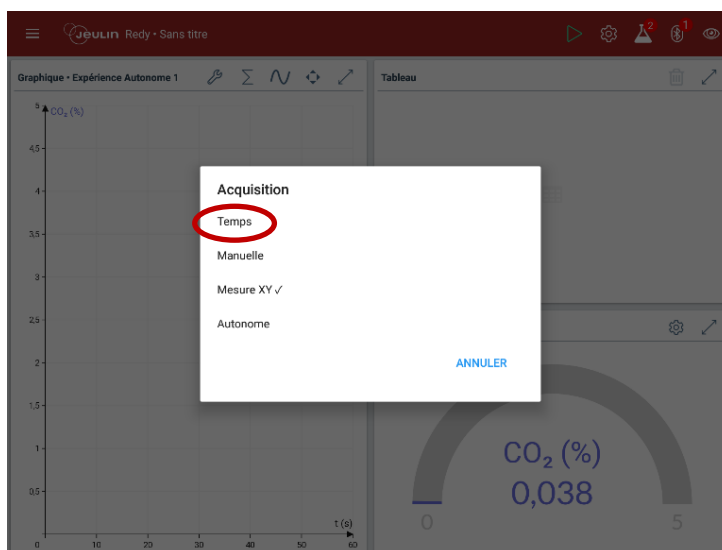 Jeulin Redy • Sans titre
2
1
Graphique • Expérience Autonome 1
Tableau
CO₂ (%)
5
4,5
4
3,5
3
2,5
2
1,5
1
0,5
0 10 20 30 40 50 60
t (s)
Acquisition
Temps
Manuelle
Mesure XY ✓
Autonome
ANNULER
CO₂ (%)
0,038
0 5